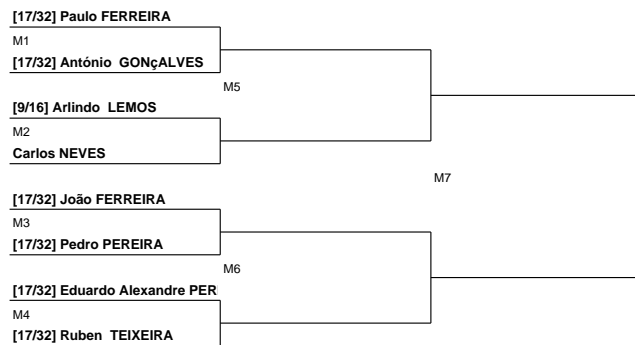 [17/32] Paulo FERREIRA
M1
[17/32] António GONçALVES
M5
[9/16] Arlindo LEMOS
M2
Carlos NEVES
M7
[17/32] João FERREIRA
M3
[17/32] Pedro PEREIRA
M6
[17/32] Eduardo Alexandre PER
M4
[17/32] Ruben TEIXEIRA